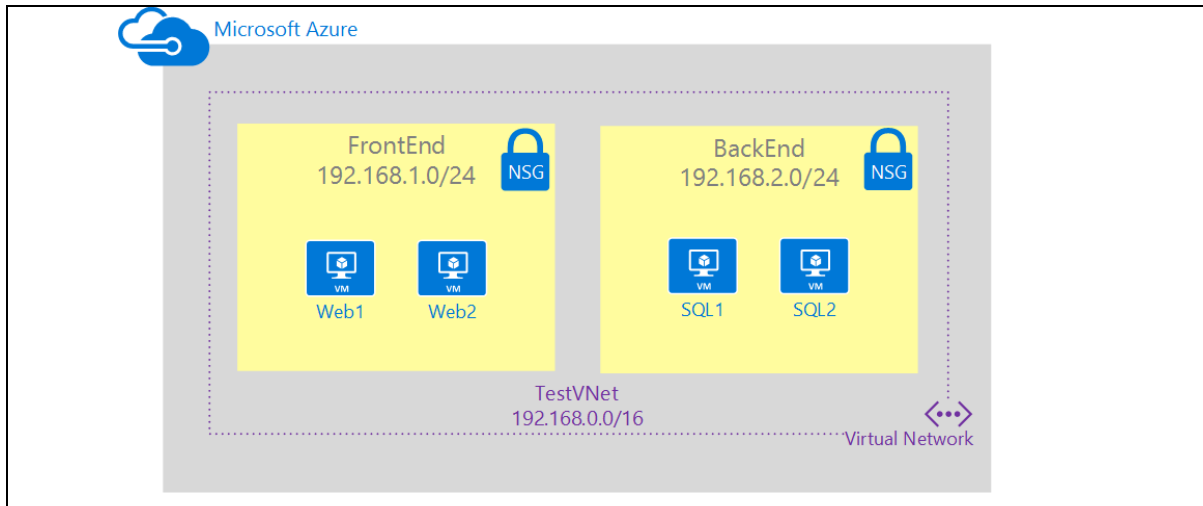 Microsoft Azure
FrontEnd
192.168.1.0/24
NSG
BackEnd
192.168.2.0/24
NSG
VM
Web1
VM
Web2
VM
SQL1
VM
SQL2
TestVNet
192.168.0.0/16
Virtual Network